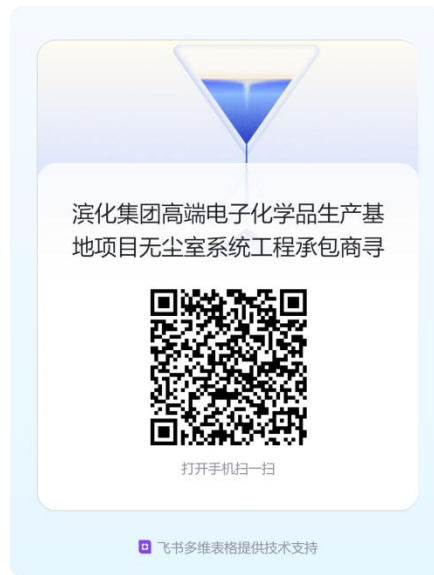 滨化集团高端电子化学品生产基
地项目无尘室系统工程承包商寻
打开手机扫一扫
飞书多维表格提供技术支持